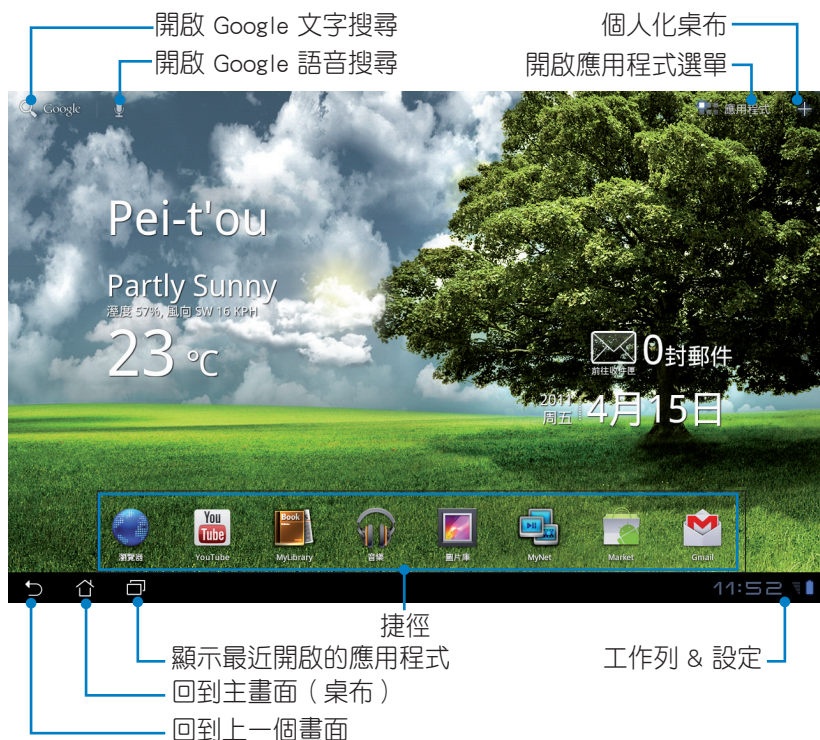 開啟 Google 文字搜尋
個人化桌布
開啟 Google 語音搜尋
開啟應用程式選單
Google
應用程式
Pei-t'ou
Partly Sunny
溼度 57%, 風向 SW 16 KPH
23 °C
0封郵件
前往收件匣
2011
周五
4月15日
Book
You
Tube
瀏覽器
YouTube
MyLibrary
音樂
圖片庫
MyNet
Market
Gmail
11:52
捷徑
顯示最近開啟的應用程式
工作列 & 設定
回到主畫面（桌布）
回到上一個畫面